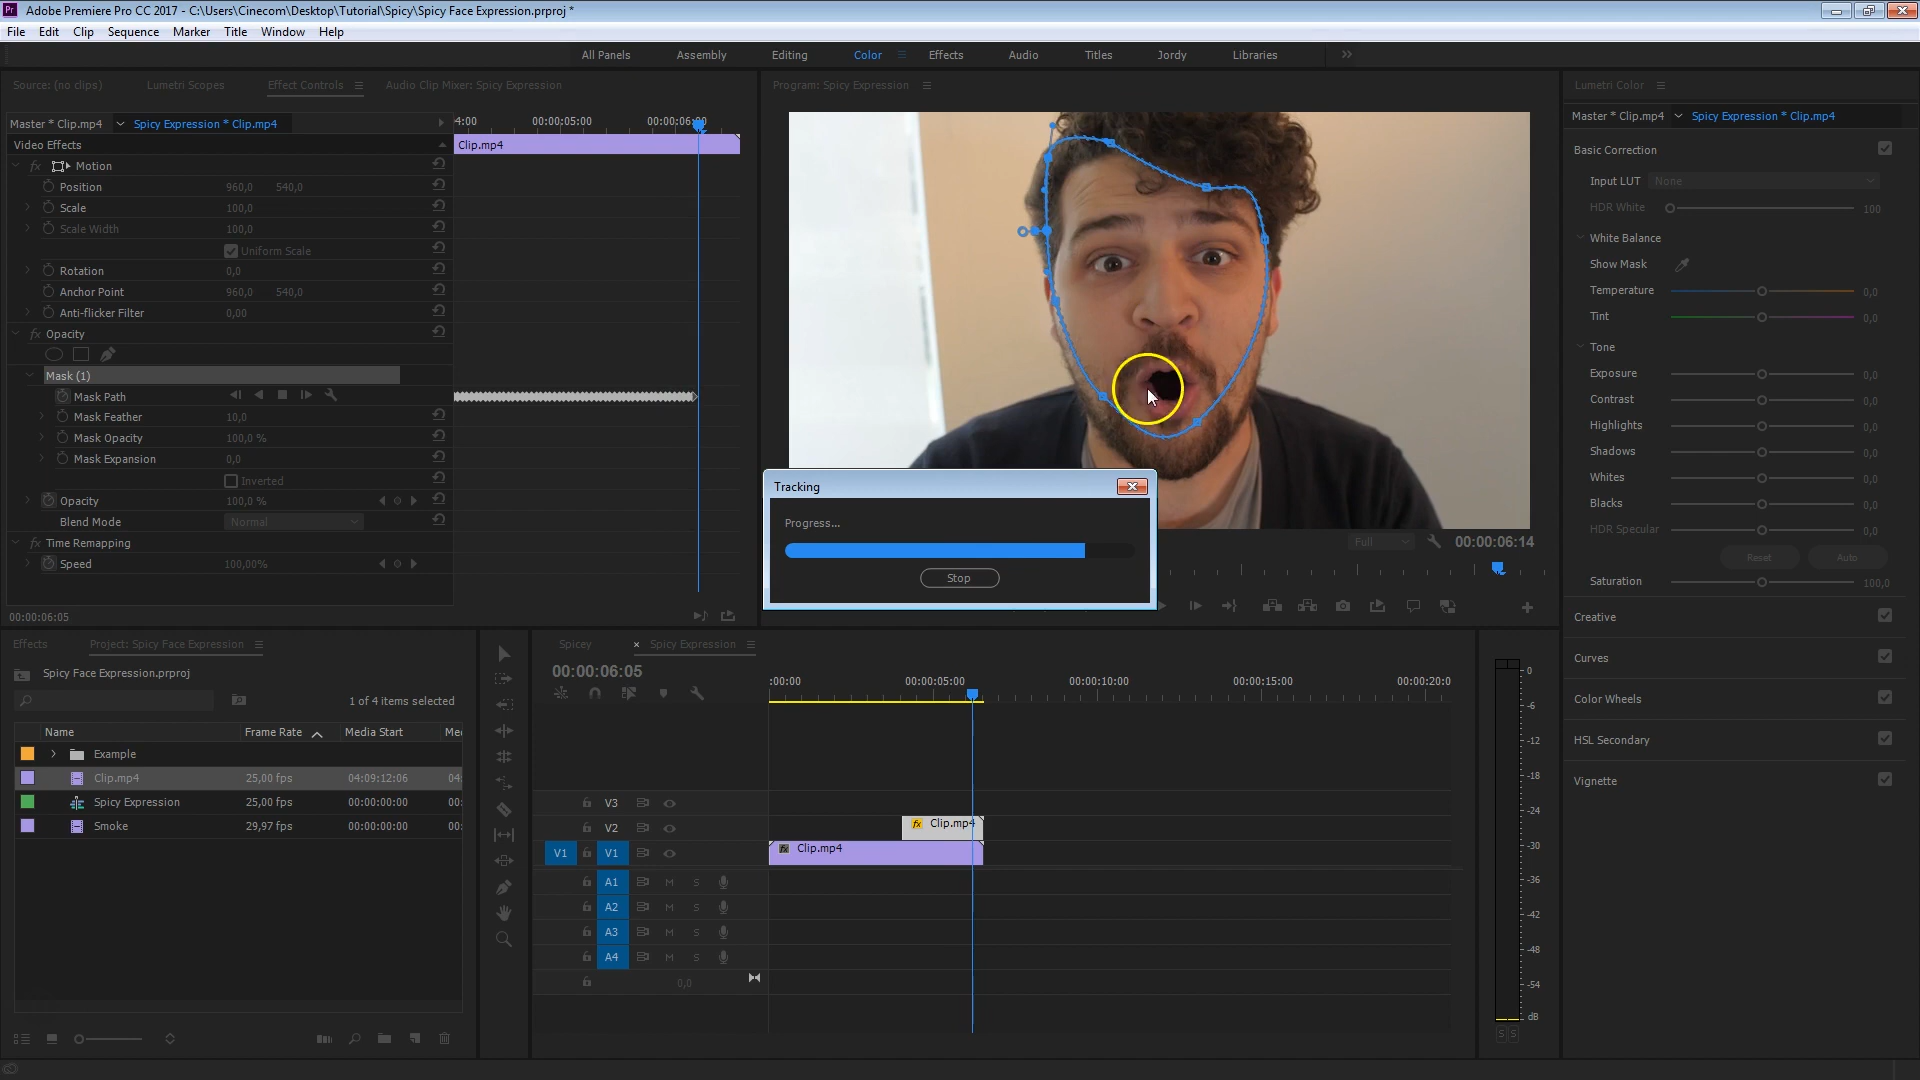 Adobe Premiere Pro CC 2017 - C:\Users\Cinecom\Desktop\Tutorial\Spicy\Spicy Face Expression.prproj *
File Edit Clip Sequence Marker Title Window Help
All Panels Assembly Editing Color Effects Audio Titles Jordy Libraries
Source: (no clips) Lumetri Scopes Effect Controls Audio Clip Mixer: Spicy Expression
Master * Clip.mp4 Spicy Expression * Clip.mp4
4:00 00:00:05:00 00:00:06:00
Video Effects
Clip.mp4
fx Motion
Position 960,0 540,0
Scale 100,0
Scale Width 100,0
Uniform Scale
Rotation 0,0
Anchor Point 960,0 540,0
Anti-flicker Filter 0,00
fx Opacity
Mask (1)
Mask Path
Mask Feather 10,0
Mask Opacity 100,0 %
Mask Expansion 0,0
Inverted
Opacity 100,0 %
Blend Mode Normal
fx Time Remapping
Speed 100,00%
00:00:06:05
Program: Spicy Expression
Full 00:00:06:14
Tracking
Progress...
Stop
Lumetri Color
Master * Clip.mp4 Spicy Expression * Clip.mp4
Basic Correction
Input LUT None
HDR White 100
White Balance
Show Mask
Temperature 0,0
Tint 0,0
Tone
Exposure 0,0
Contrast 0,0
Highlights 0,0
Shadows 0,0
Whites 0,0
Blacks 0,0
HDR Specular 0,0
Reset Auto
Saturation 100,0
Creative
Curves
Color Wheels
HSL Secondary
Vignette
Effects Project: Spicy Face Expression
Spicy Face Expression.prproj
1 of 4 items selected
Name Frame Rate Media Start Me
Example
Clip.mp4 25,00 fps 04:09:12:06 04:
Spicy Expression 25,00 fps 00:00:00:00 00:
Smoke 29,97 fps 00:00:00:00 00:
Spicey Spicy Expression
00:00:06:05
:00:00 00:00:05:00 00:00:10:00 00:00:15:00 00:00:20:0
V3
V2 fx Clip.mp4
V1 V1 fx Clip.mp4
A1 M S
A2 M S
A3 M S
A4 M S
0,0
0
-6
-12
-18
-24
-30
-36
-42
-48
-54
dB
S S